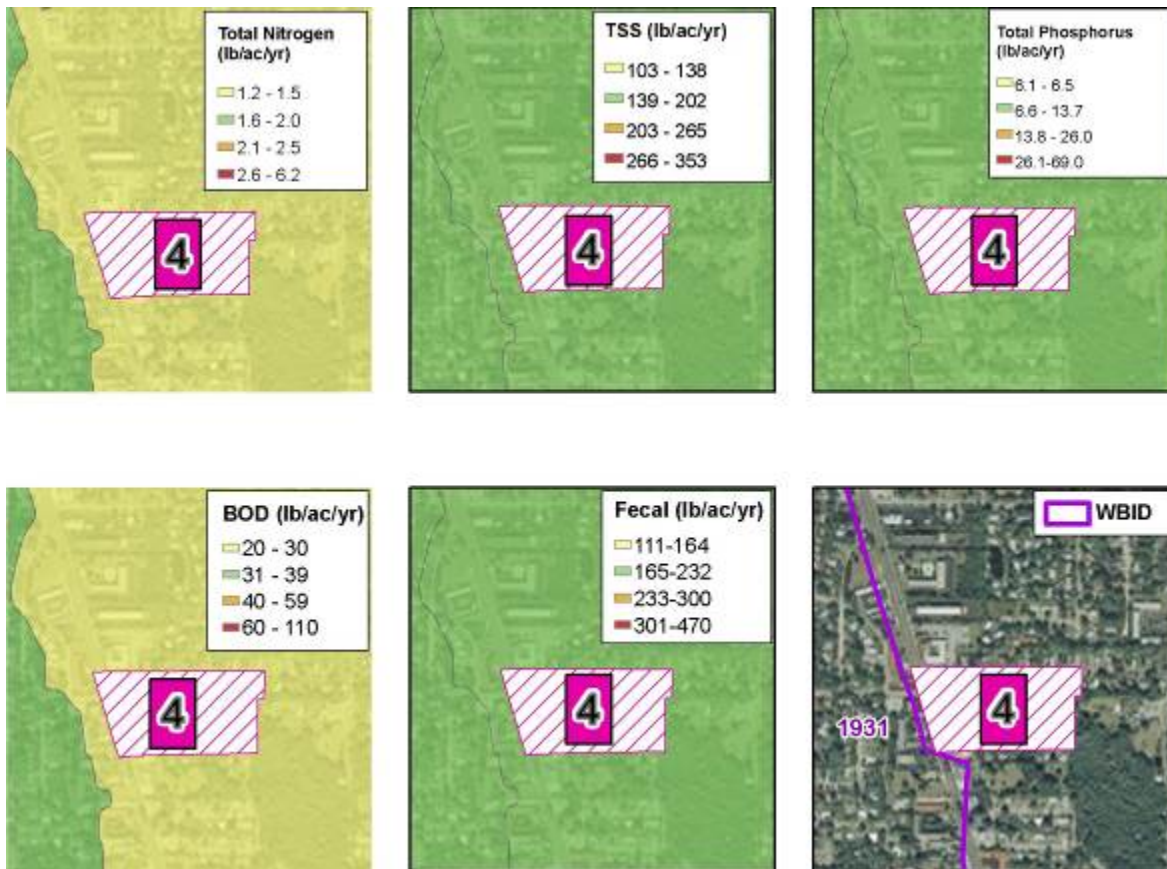 Total Nitrogen
(lb/ac/yr)
1.2 - 1.5
1.6 - 2.0
2.1 - 2.5
2.6 - 6.2
4
TSS (lb/ac/yr)
103 - 138
139 - 202
203 - 265
266 - 353
4
Total Phosphorus
(lb/ac/yr)
6.1 - 6.5
6.6 - 13.7
13.8 - 26.0
26.1-69.0
4
BOD (lb/ac/yr)
20 - 30
31 - 39
40 - 59
60 - 110
4
Fecal (lb/ac/yr)
111-164
165-232
233-300
301-470
4
WBID
1931
4